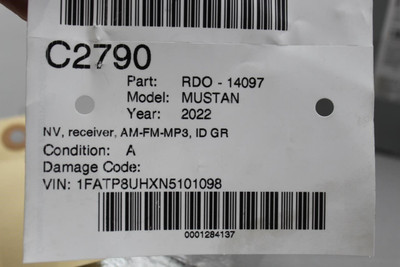 C2790
Part: RDO - 14097
Model: MUSTAN
Year: 2022
NV, receiver, AM-FM-MP3, ID GR
Condition: A
Damage Code:
VIN: 1FATP8UHXN5101098
0001284137